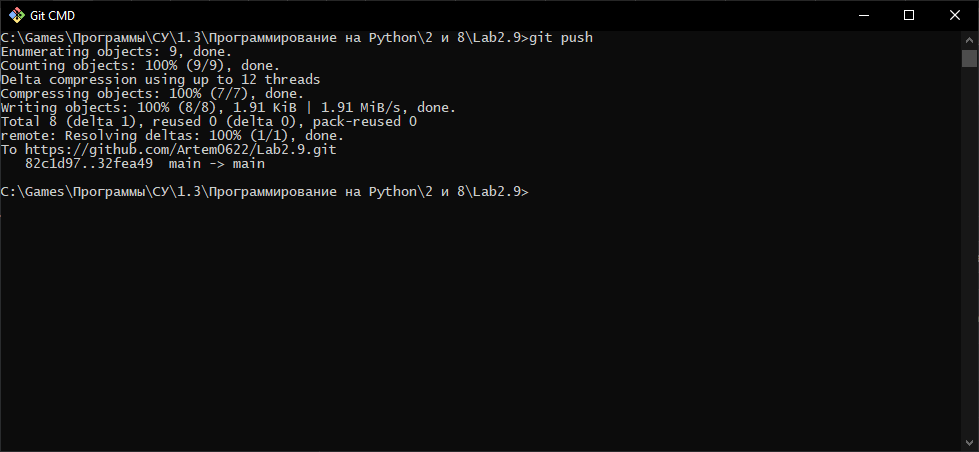 Git CMD
C:\Games\Программы\СУ\1.3\Программирование на Python\2 и 8\Lab2.9>git push
Enumerating objects: 9, done.
Counting objects: 100% (9/9), done.
Delta compression using up to 12 threads
Compressing objects: 100% (7/7), done.
Writing objects: 100% (8/8), 1.91 KiB | 1.91 MiB/s, done.
Total 8 (delta 1), reused 0 (delta 0), pack-reused 0
remote: Resolving deltas: 100% (1/1), done.
To https://github.com/Artem0622/Lab2.9.git
   82c1d97..32fea49  main -> main
C:\Games\Программы\СУ\1.3\Программирование на Python\2 и 8\Lab2.9>